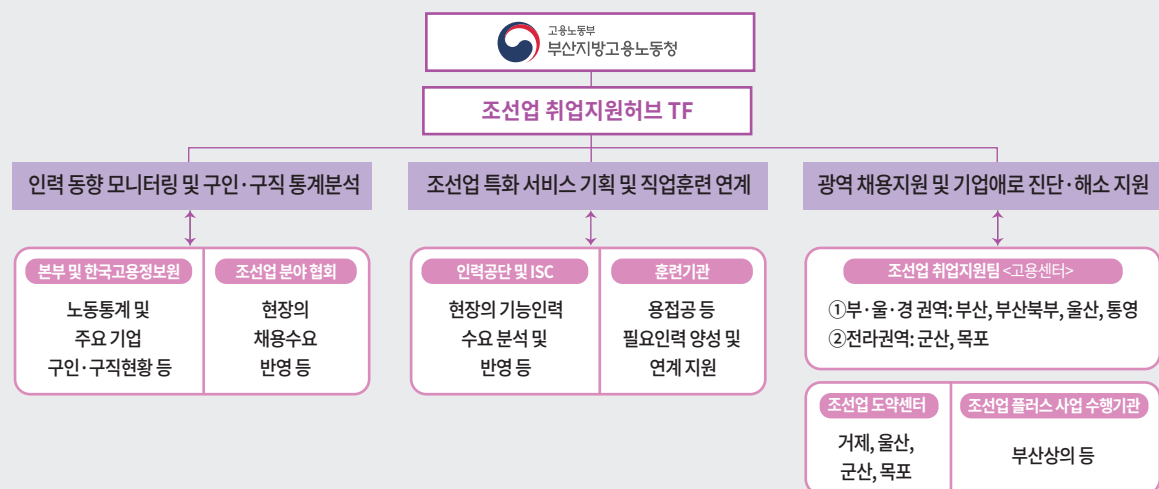 고용노동부
부산지방고용노동청
조선업 취업지원허브 TF
인력 동향 모니터링 및 구인·구직 통계분석
조선업 특화 서비스 기획 및 직업훈련 연계
광역 채용지원 및 기업애로 진단·해소 지원
본부 및 한국고용정보원
노동통계 및
주요 기업
구인·구직현황 등
조선업 분야 협회
현장의
채용수요
반영 등
인력공단 및 ISC
현장의 기능인력
수요 분석 및
반영 등
훈련기관
용접공 등
필요인력 양성 및
연계 지원
조선업 취업지원팀 <고용센터>
①부·울·경 권역: 부산, 부산북부, 울산, 통영
②전라권역: 군산, 목포
조선업 도약센터
거제, 울산,
군산, 목포
조선업 플러스 사업 수행기관
부산상의 등